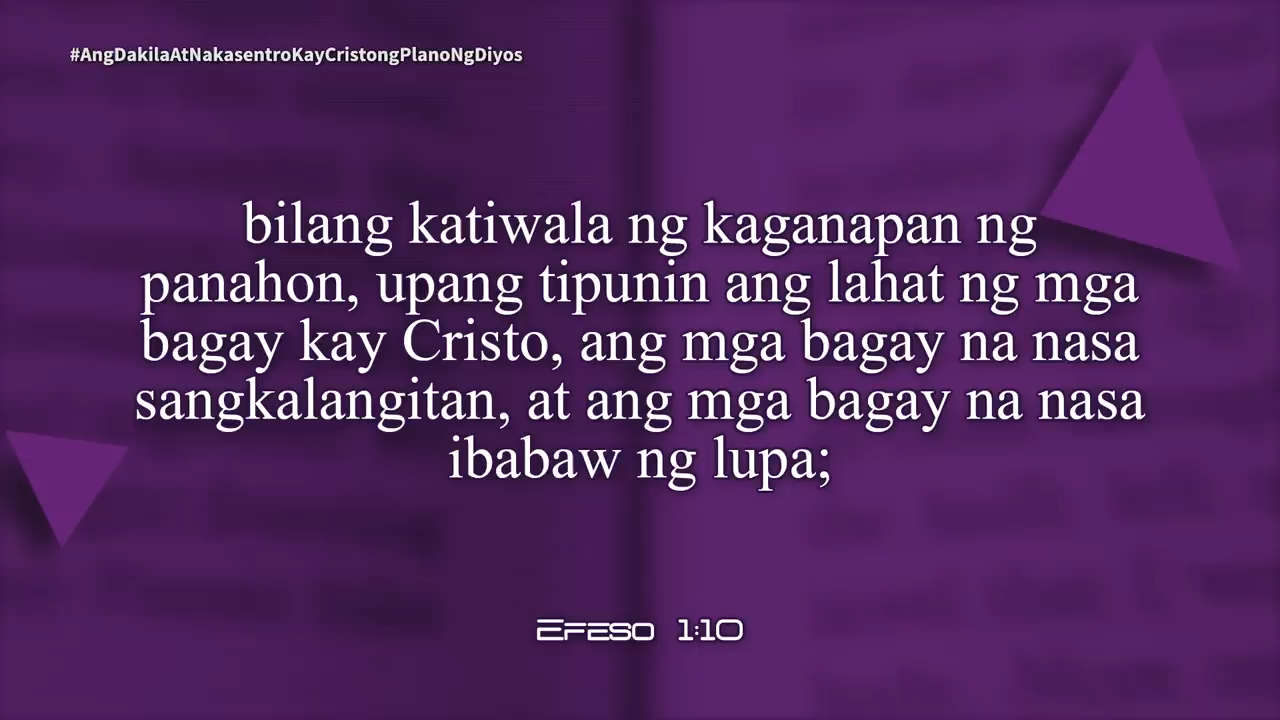 #AngDakilaAtNakasentroKayCristongPlanoNgDiyos
bilang katiwala ng kaganapan ng
panahon, upang tipunin ang lahat ng mga
bagay kay Cristo, ang mga bagay na nasa
sangkalangitan, at ang mga bagay na nasa
ibabaw ng lupa;
Efeso 1:10